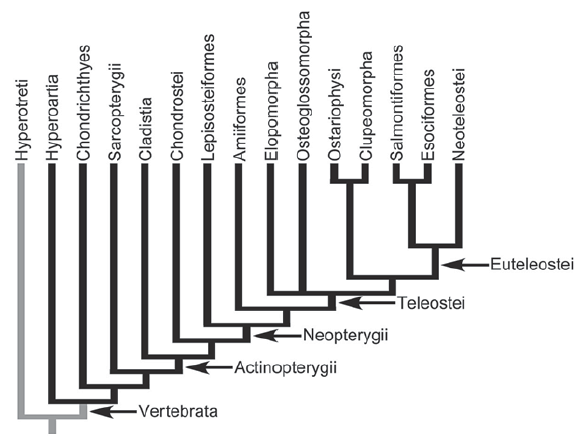 Hyperotreti
Hyperoartia
Chondrichthyes
Sarcopterygii
Cladistia
Chondrostei
Lepisosteiformes
Amiiformes
Elopomorpha
Osteoglossomorpha
Ostariophysi
Clupeomorpha
Salmontiformes
Esociformes
Neoteleostei
Euteleostei
Teleostei
Neopterygii
Actinopterygii
Vertebrata